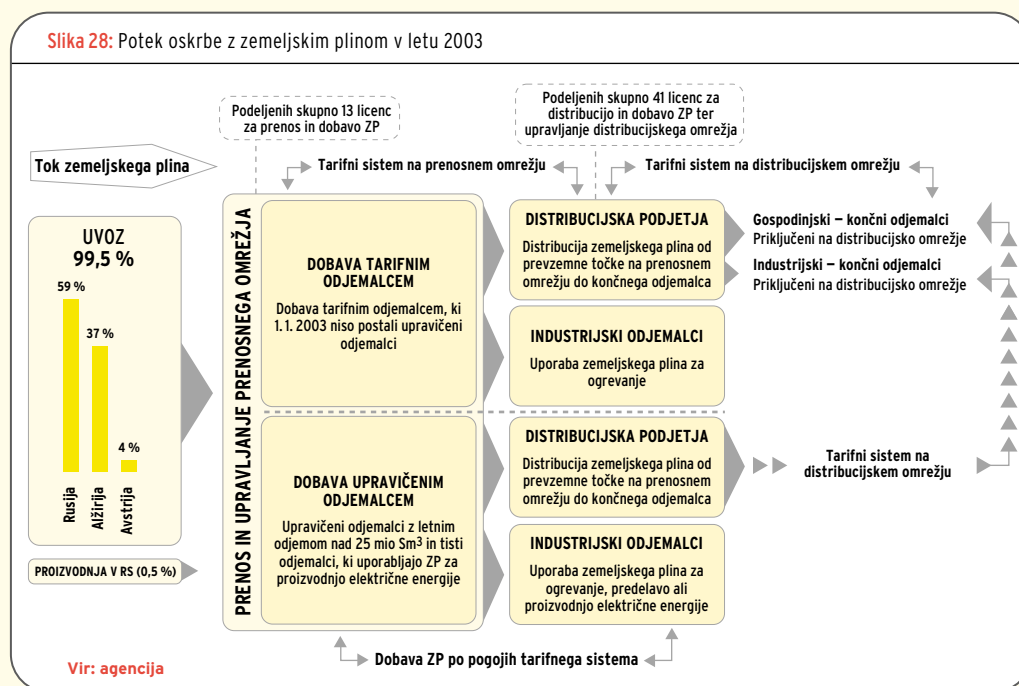 Slika 28: Potek oskrbe z zemeljskim plinom v letu 2003
Podeljenih skupno 13 licenc
za prenos in dobavo ZP
Podeljenih skupno 41 licenc za
distribucijo in dobavo ZP ter
upravljanje distribucijskega omrežja
Tok zemeljskega plina
Tarifni sistem na prenosnem omrežju
Tarifni sistem na distribucijskem omrežju
UVOZ
99,5 %
59 %
37 %
4 %
Rusija
Alžirija
Avstrija
PROIZVODNJA V RS (0,5 %)
PRENOS IN UPRAVLJANJE PRENOSNEGA OMREŽJA
DOBAVA TARIFNIM
ODJEMALCEM
Dobava tarifnim odjemalcem, ki
1. 1. 2003 niso postali upravičeni
odjemalci
DOBAVA UPRAVIČENIM
ODJEMALCEM
Upravičeni odjemalci z letnim
odjemom nad 25 mio Sm³ in tisti
odjemalci, ki uporabljajo ZP za
proizvodnjo električne energije
DISTRIBUCIJSKA PODJETJA
Distribucija zemeljskega plina od
prevzemne točke na prenosnem
omrežju do končnega odjemalca
INDUSTRIJSKI ODJEMALCI
Uporaba zemeljskega plina za
ogrevanje
DISTRIBUCIJSKA PODJETJA
Distribucija zemeljskega plina od
prevzemne točke na prenosnem
omrežju do končnega odjemalca
INDUSTRIJSKI ODJEMALCI
Uporaba zemeljskega plina za
ogrevanje, predelavo ali
proizvodnjo električne energije
Gospodinjski – končni odjemalci
Priključeni na distribucijsko omrežje
Industrijski – končni odjemalci
Priključeni na distribucijsko omrežje
Tarifni sistem na
distribucijskem omrežju
Dobava ZP po pogojih tarifnega sistema
Vir: agencija